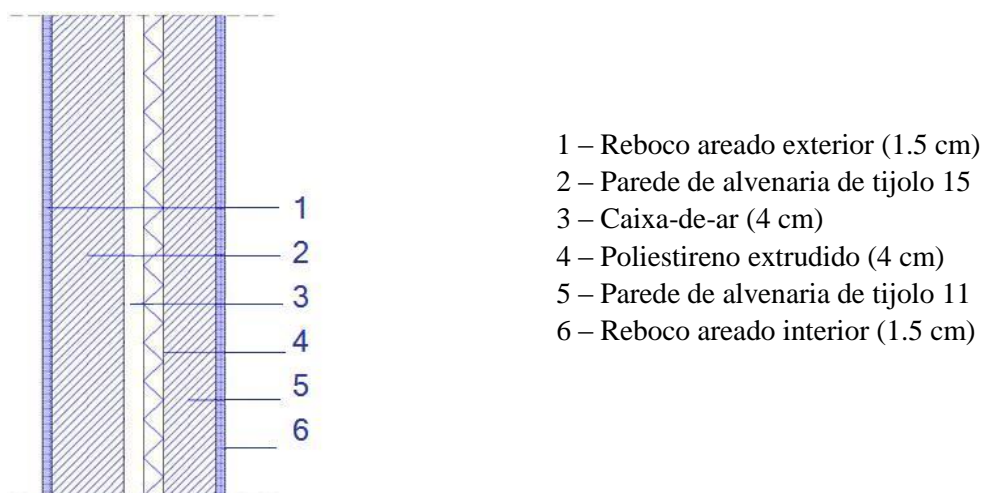 1
2
3
4
5
6
1 – Reboco areado exterior (1.5 cm)
2 – Parede de alvenaria de tijolo 15
3 – Caixa-de-ar (4 cm)
4 – Poliestireno extrudido (4 cm)
5 – Parede de alvenaria de tijolo 11
6 – Reboco areado interior (1.5 cm)